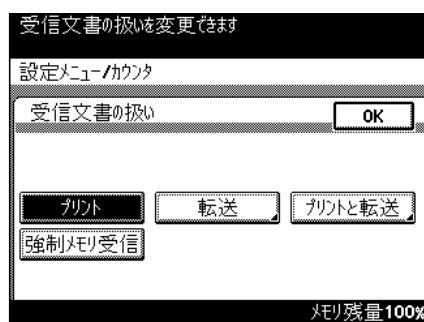 受信文書の扱いを変更できます
設定メニュー/カウンタ
受信文書の扱い
OK
プリント 転送 プリントと転送
強制メモリ受信
メモリ残量100%